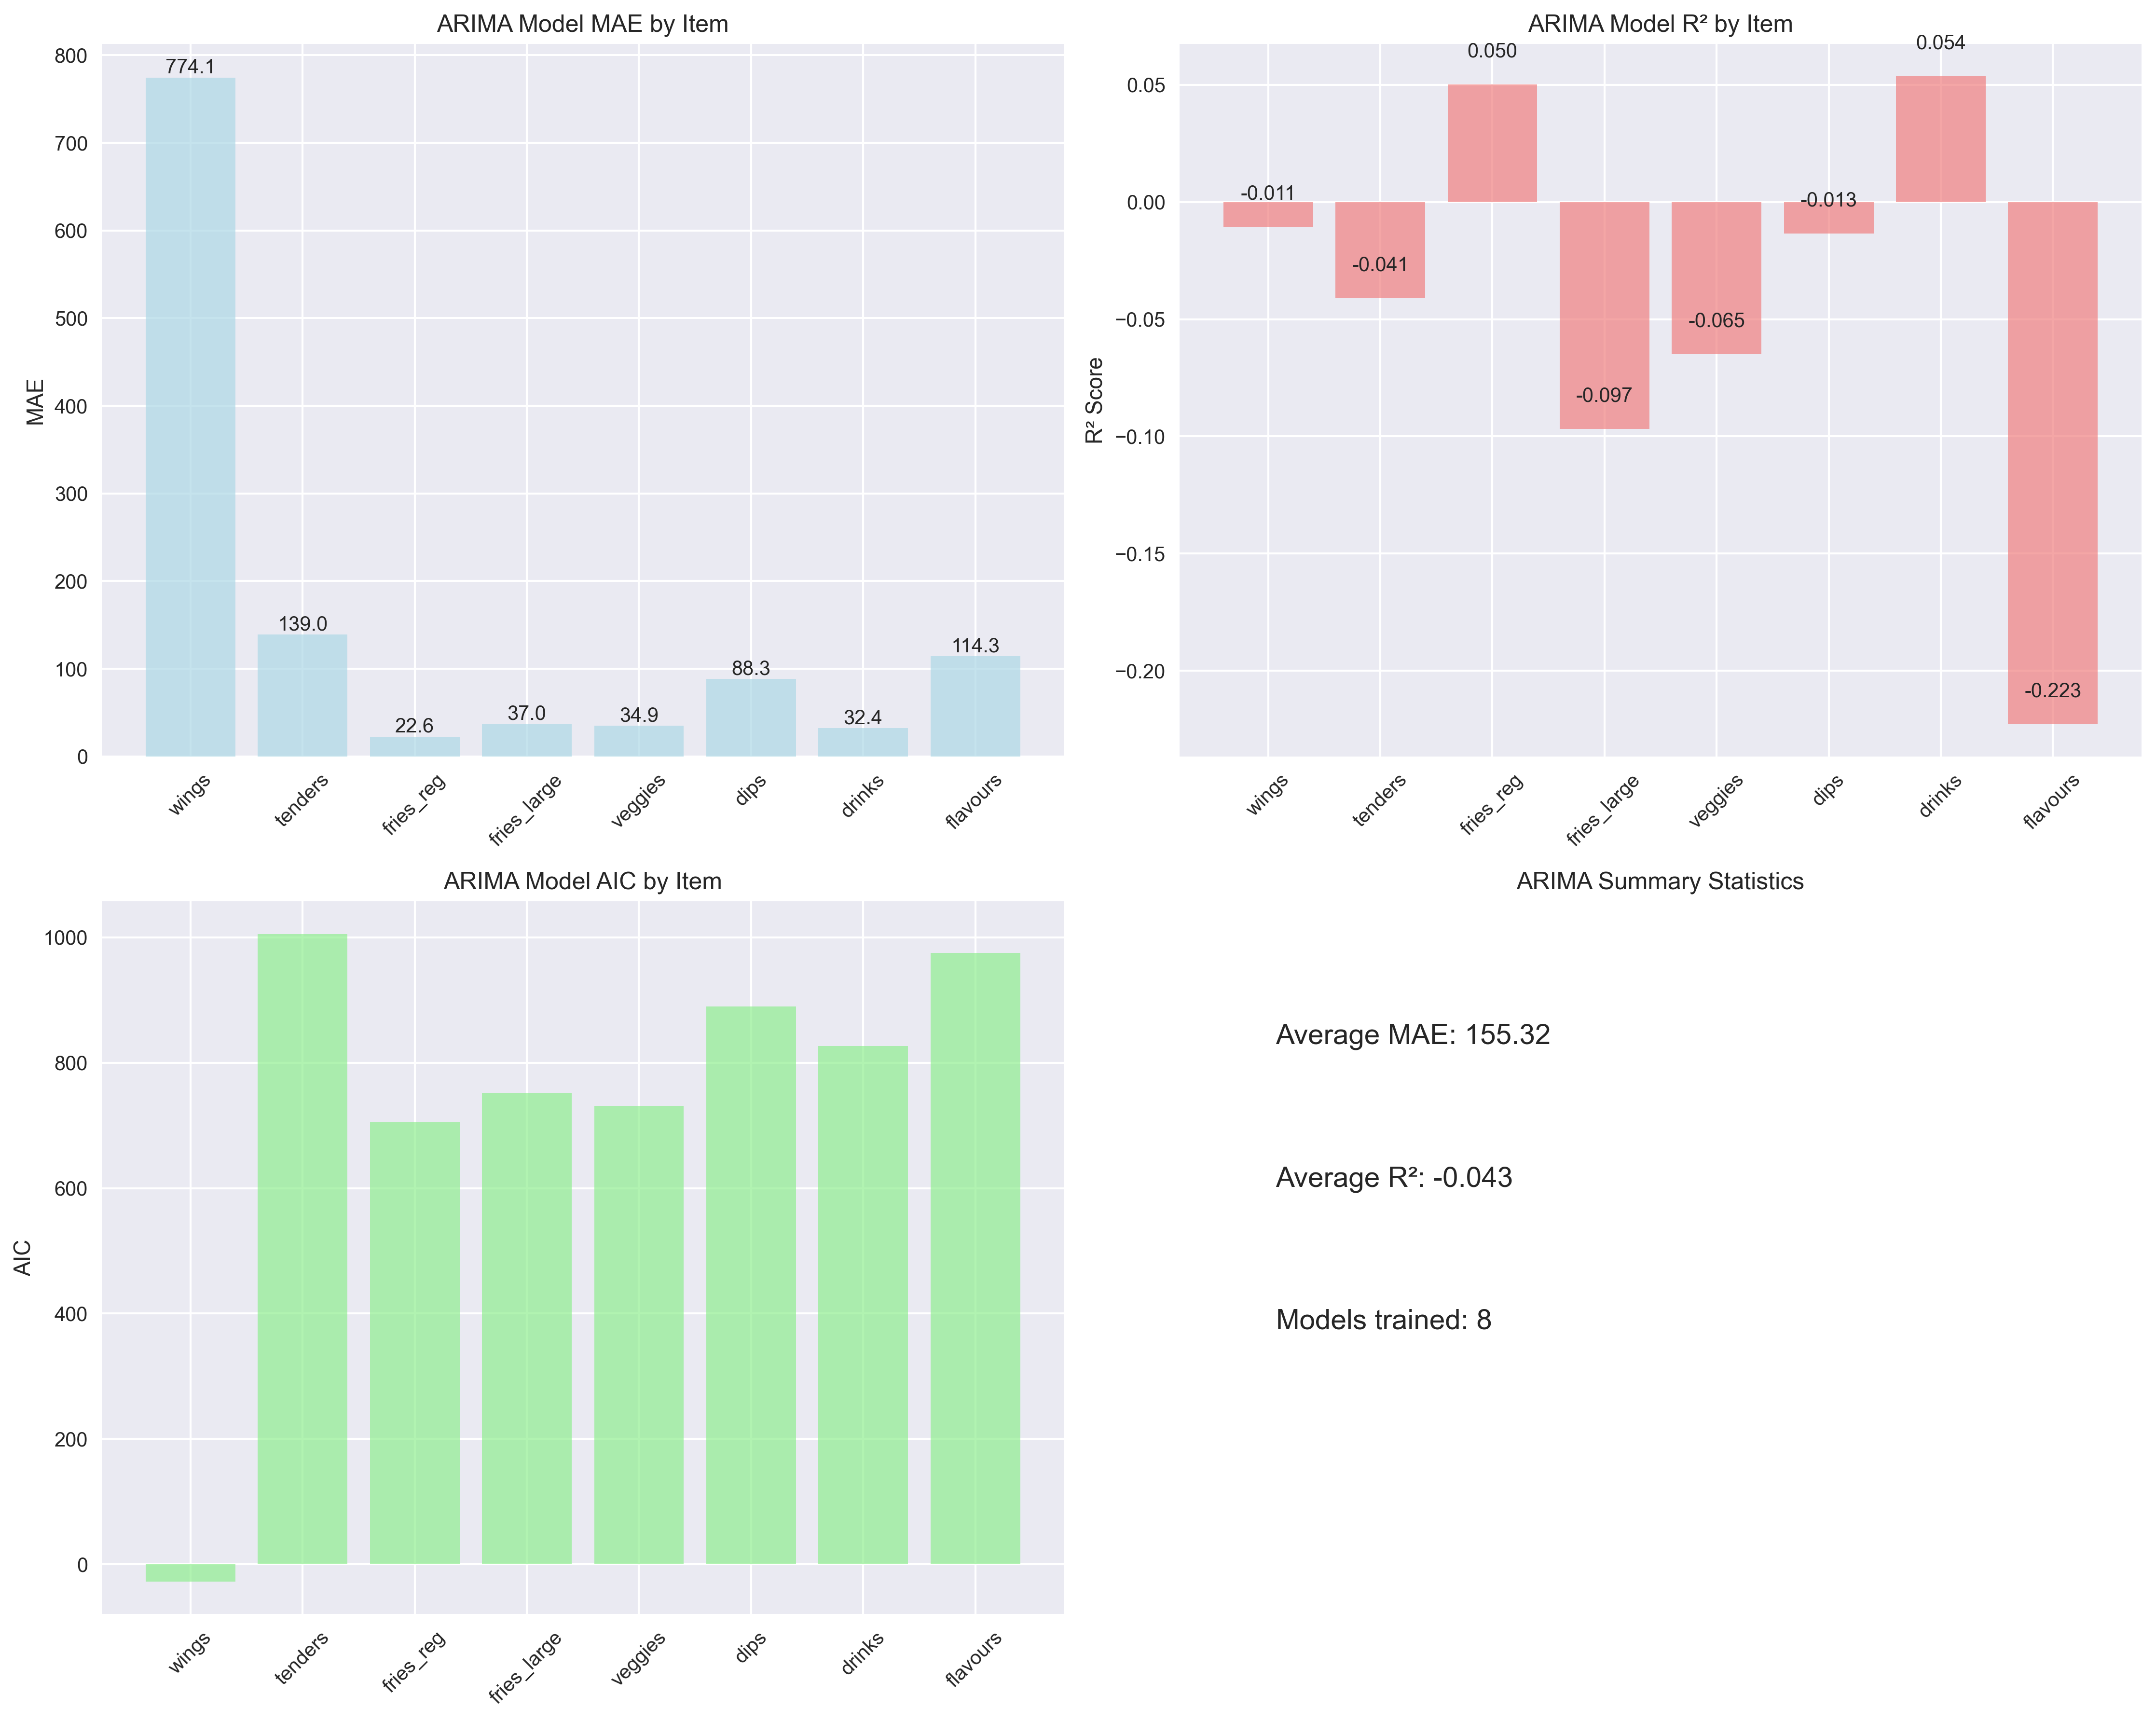 ARIMA Model MAE by Item
MAE
800
700
600
500
400
300
200
100
0
774.1
139.0
22.6
37.0
34.9
88.3
32.4
114.3
wings
tenders
fries_reg
fries_large
veggies
dips
drinks
flavours
ARIMA Model R² by Item
R² Score
0.05
0.00
−0.05
−0.10
−0.15
−0.20
-0.011
-0.041
0.050
-0.097
-0.065
-0.013
0.054
-0.223
wings
tenders
fries_reg
fries_large
veggies
dips
drinks
flavours
ARIMA Model AIC by Item
AIC
1000
800
600
400
200
0
wings
tenders
fries_reg
fries_large
veggies
dips
drinks
flavours
ARIMA Summary Statistics
Average MAE: 155.32
Average R²: -0.043
Models trained: 8